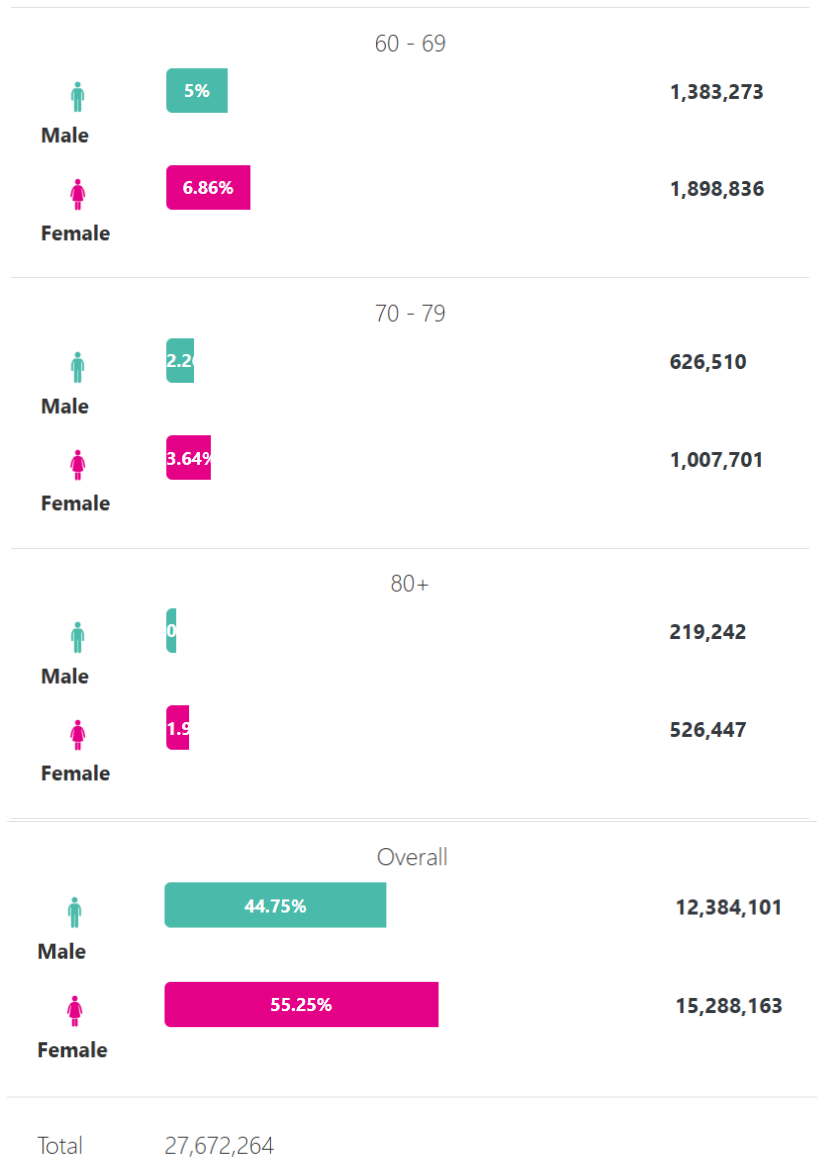 60 - 69
5%
1,383,273
Male
6.86%
1,898,836
Female
70 - 79
626,510
Male
3.64%
1,007,701
Female
80+
219,242
Male
526,447
Female
Overall
44.75%
12,384,101
Male
55.25%
15,288,163
Female
Total 27,672,264